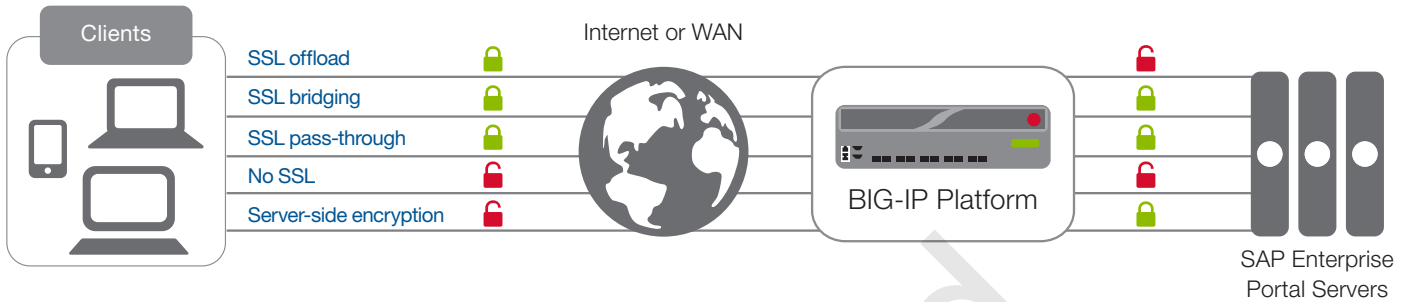 Clients
Internet or WAN
SSL offload
SSL bridging
SSL pass-through
No SSL
Server-side encryption
BIG-IP Platform
SAP Enterprise
Portal Servers